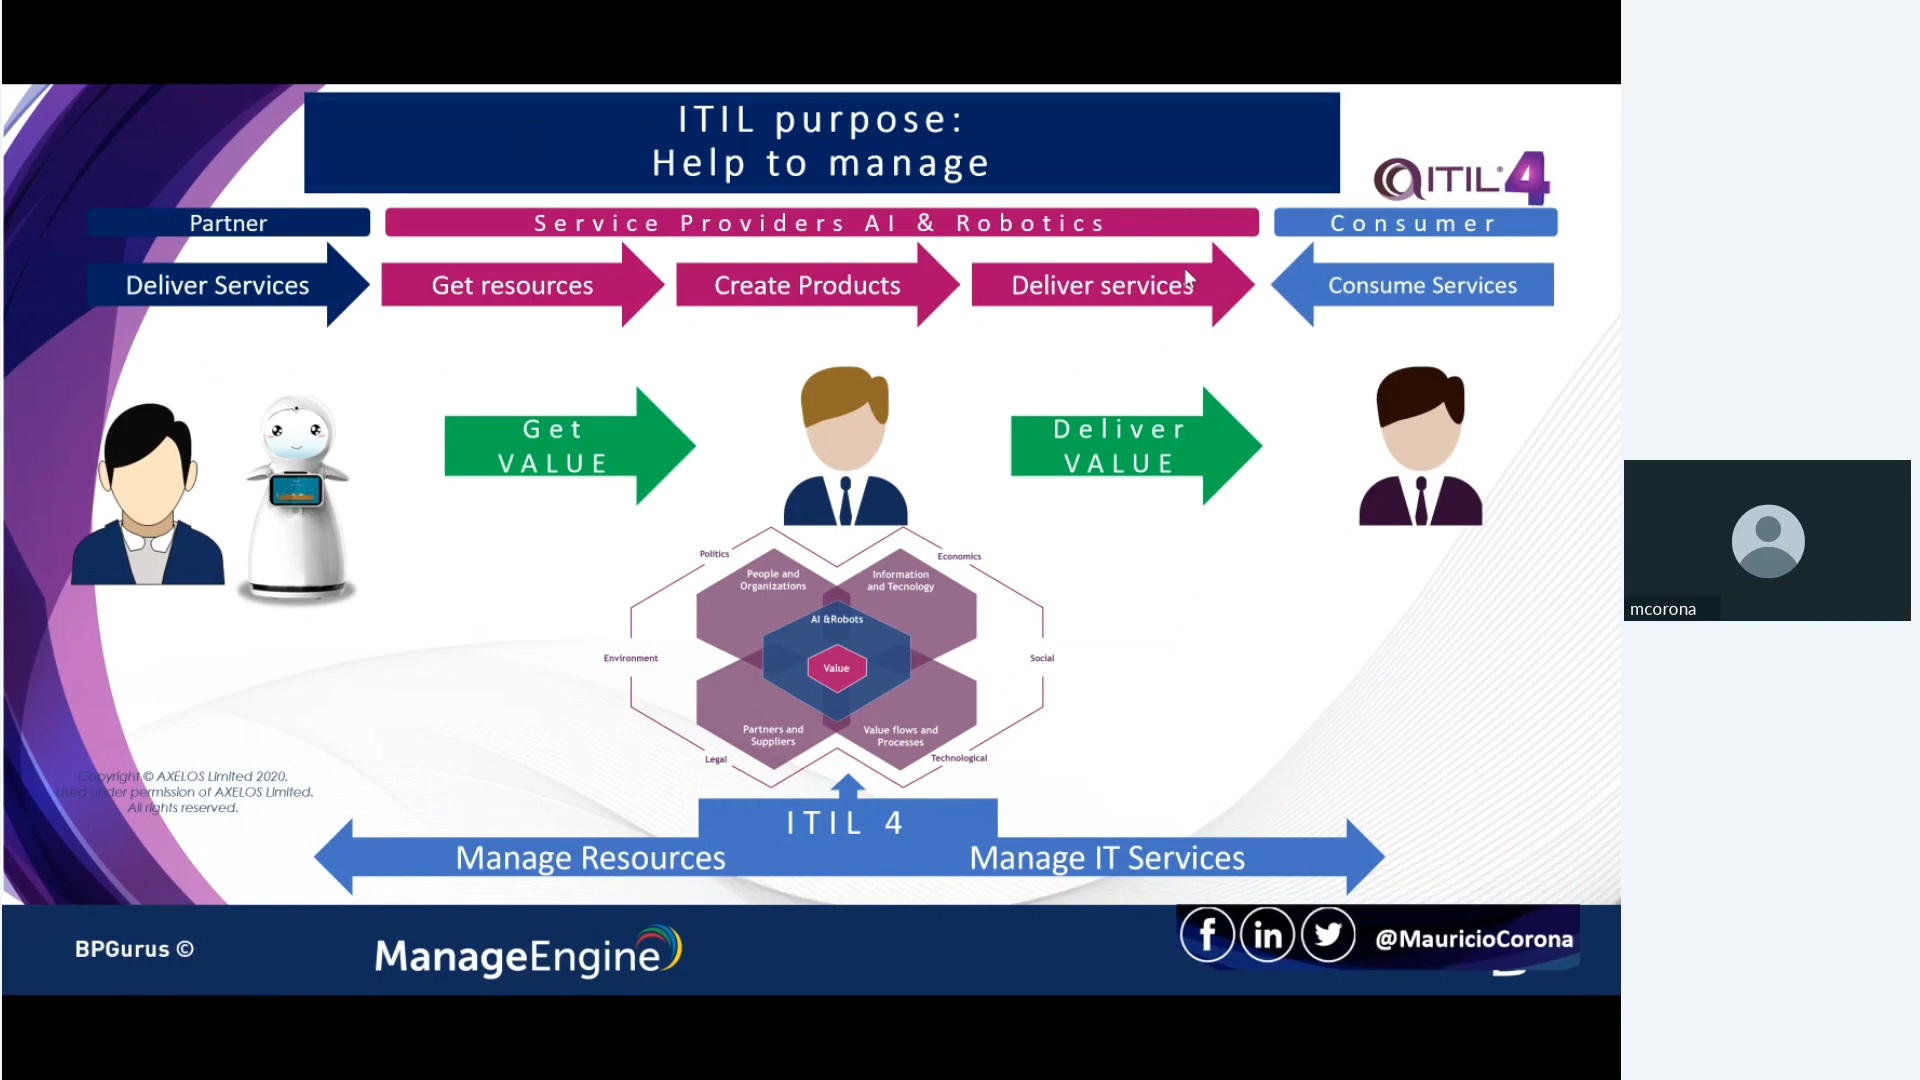 ITIL purpose:
Help to manage
ITIL® 4
Partner
Service Providers AI & Robotics
Consumer
Deliver Services
Get resources
Create Products
Deliver services
Consume Services
Get
VALUE
Deliver
VALUE
Politics
Economics
People and
Organizations
Information
and Tecnology
AI &Robots
Environment
Value
Social
Partners and
Suppliers
Value flows and
Processes
Legal
Technological
Copyright © AXELOS Limited 2020.
Used under permission of AXELOS Limited.
All rights reserved.
ITIL 4
Manage Resources
Manage IT Services
BPGurus ©
ManageEngine
f
in
@MauricioCorona
mcorona